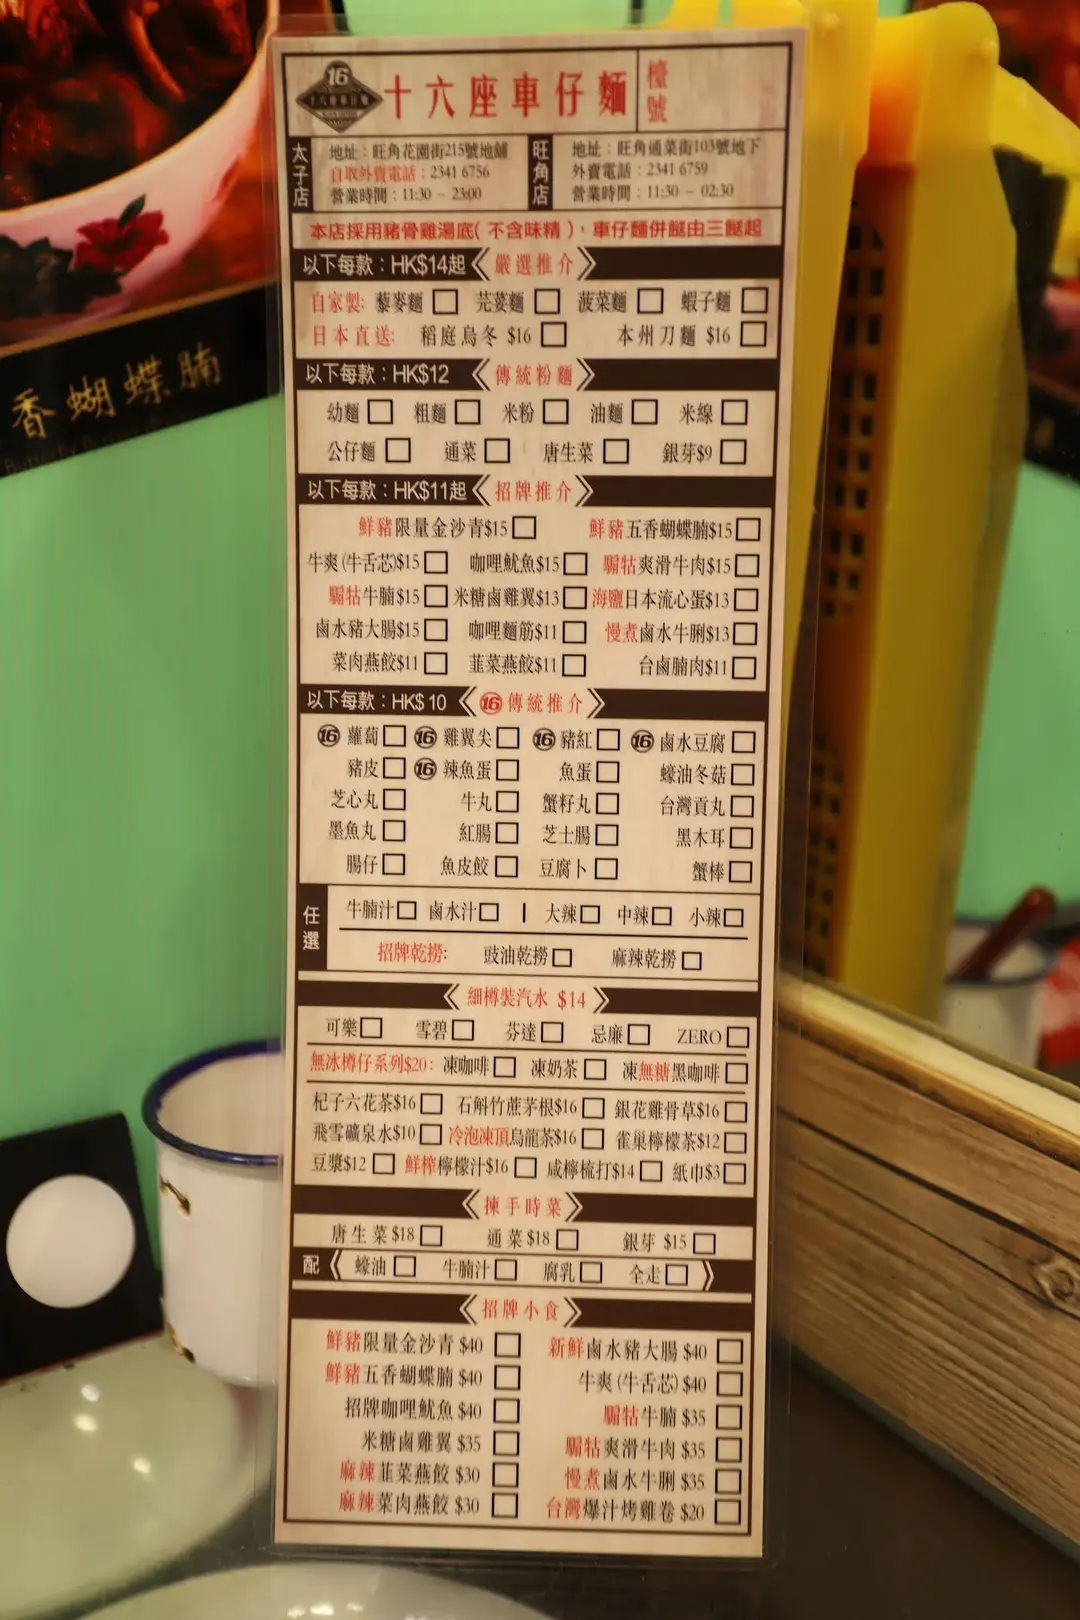 16
十六座車仔麵
檯號
太子店
地址：旺角花園街215號地舖
自取外賣電話：2341 6756
營業時間：11:30 - 23:00
旺角店
地址：旺角通菜街103號地下
外賣電話：2341 6759
營業時間：11:30 - 02:30
本店採用豬骨雞湯底（不含味精），車仔麵併餸由三餸起
以下每款：HK$14起 嚴選推介
自家製: 藜麥麵 芫荽麵 菠菜麵 蝦子麵
日本直送: 稻庭烏冬 $16 本州刀麵 $16
以下每款：HK$12 傳統粉麵
幼麵 粗麵 米粉 油麵 米線
公仔麵 通菜 唐生菜 銀芽$9
以下每款：HK$11起 招牌推介
鮮豬限量金沙青$15 鮮豬五香蝴蝶腩$15
牛爽(牛舌芯)$15 咖哩魷魚$15 騸牯爽滑牛肉$15
騸牯牛腩$15 米糖鹵雞翼$13 海鹽日本流心蛋$13
鹵水豬大腸$15 咖哩麵筋$11 慢煮鹵水牛脷$13
菜肉燕餃$11 韮菜燕餃$11 台鹵腩肉$11
以下每款：HK$10 16傳統推介
16 蘿蔔 16 雞翼尖 16 豬紅 16 鹵水豆腐
豬皮 16 辣魚蛋 魚蛋 蠔油冬菇
芝心丸 牛丸 蟹籽丸 台灣貢丸
墨魚丸 紅腸 芝士腸 黑木耳
腸仔 魚皮餃 豆腐卜 蟹棒
任選
牛腩汁 鹵水汁 | 大辣 中辣 小辣
招牌乾撈: 豉油乾撈 麻辣乾撈
細樽裝汽水 $14
可樂 雪碧 芬達 忌廉 ZERO
無冰樽仔系列$20: 凍咖啡 凍奶茶 凍無糖黑咖啡
杞子六花茶$16 石斛竹蔗茅根$16 銀花雞骨草$16
飛雪礦泉水$10 冷泡凍頂烏龍茶$16 雀巢檸檬茶$12
豆漿$12 鮮榨檸檬汁$16 咸檸梳打$14 紙巾$3
揀手時菜
唐生菜 $18 通菜 $18 銀芽 $15
配 蠔油 牛腩汁 腐乳 全走
招牌小食
鮮豬限量金沙青 $40 新鮮鹵水豬大腸 $40
鮮豬五香蝴蝶腩 $40 牛爽(牛舌芯) $40
招牌咖哩魷魚 $40 騸牯牛腩 $35
米糖鹵雞翼 $35 騸牯爽滑牛肉 $35
麻辣韮菜燕餃 $30 慢煮鹵水牛脷 $35
麻辣菜肉燕餃 $30 台灣爆汁烤雞卷 $20
香蝴蝶腩